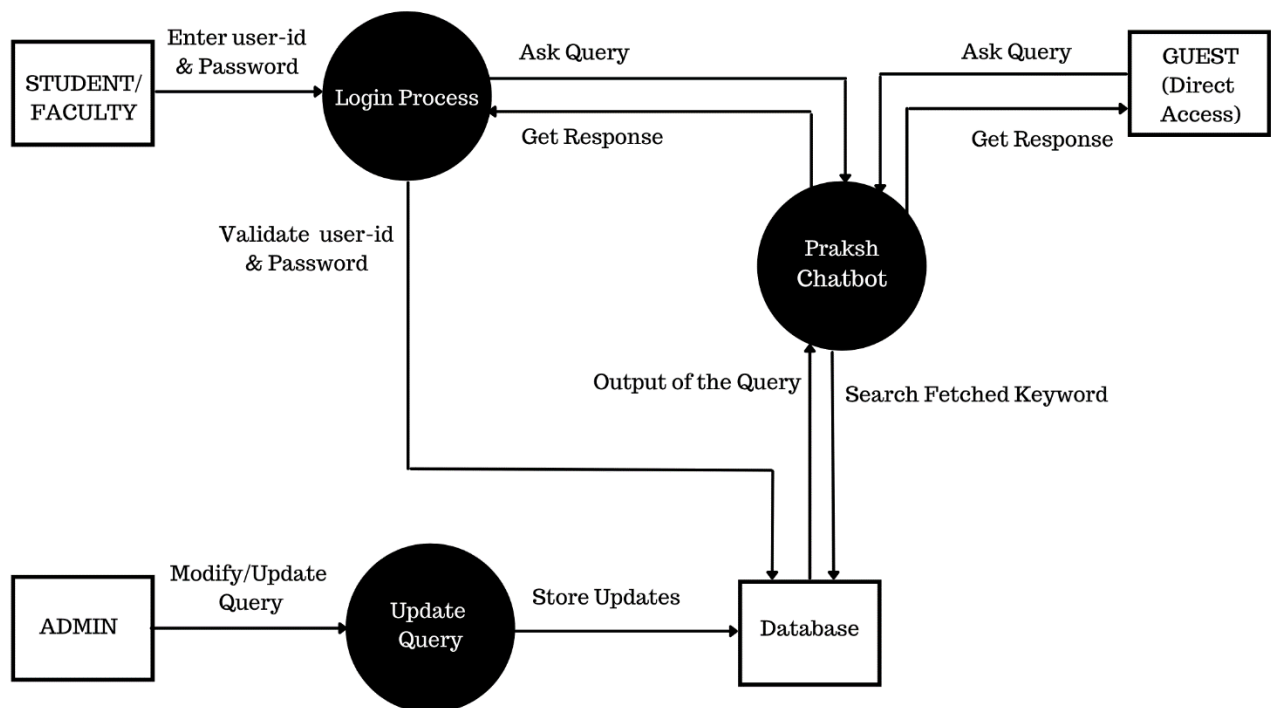 Enter user-id
& Password
STUDENT/
FACULTY
Login Process
Ask Query
Get Response
Ask Query
Get Response
GUEST
(Direct
Access)
Validate user-id
& Password
Praksh
Chatbot
Output of the Query
Search Fetched Keyword
Modify/Update
Query
ADMIN
Update
Query
Store Updates
Database